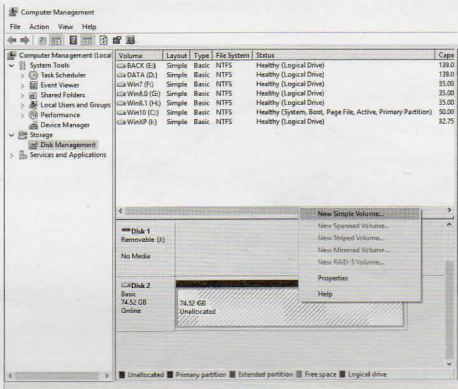 Computer Management
File Action View Help
Computer Management (Local
System Tools
Task Scheduler
Event Viewer
Shared Folders
Local Users and Groups
Performance
Device Manager
Storage
Disk Management
Services and Applications
Volume Layout Type File System Status Capa
BACK (E:) Simple Basic NTFS Healthy (Logical Drive) 139.0
DATA (D:) Simple Basic NTFS Healthy (Logical Drive) 139.0
Win7 (F:) Simple Basic NTFS Healthy (Logical Drive) 35.00
Win8.0 (G:) Simple Basic NTFS Healthy (Logical Drive) 35.00
Win8.1 (H:) Simple Basic NTFS Healthy (Logical Drive) 35.00
Win10 (C:) Simple Basic NTFS Healthy (System, Boot, Page File, Active, Primary Partition) 50.00
WinXP (I:) Simple Basic NTFS Healthy (Logical Drive) 32.75
New Simple Volume...
New Spanned Volume...
New Striped Volume...
New Mirrored Volume...
New RAID-5 Volume...
Properties
Help
Disk 1
Removable (J:)
No Media
Disk 2
Basic
74.52 GB
Online
74.52 GB
Unallocated
Unallocated Primary partition Extended partition Free space Logical drive